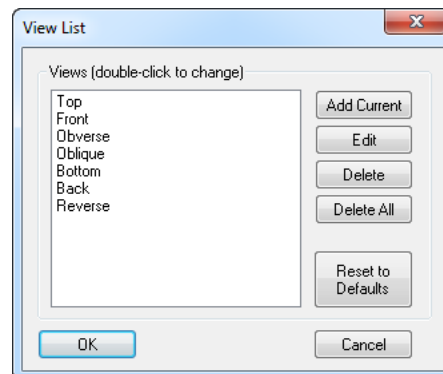 View List
Views (double-click to change)
Top
Front
Obverse
Oblique
Bottom
Back
Reverse
Add Current
Edit
Delete
Delete All
Reset to
Defaults
OK
Cancel